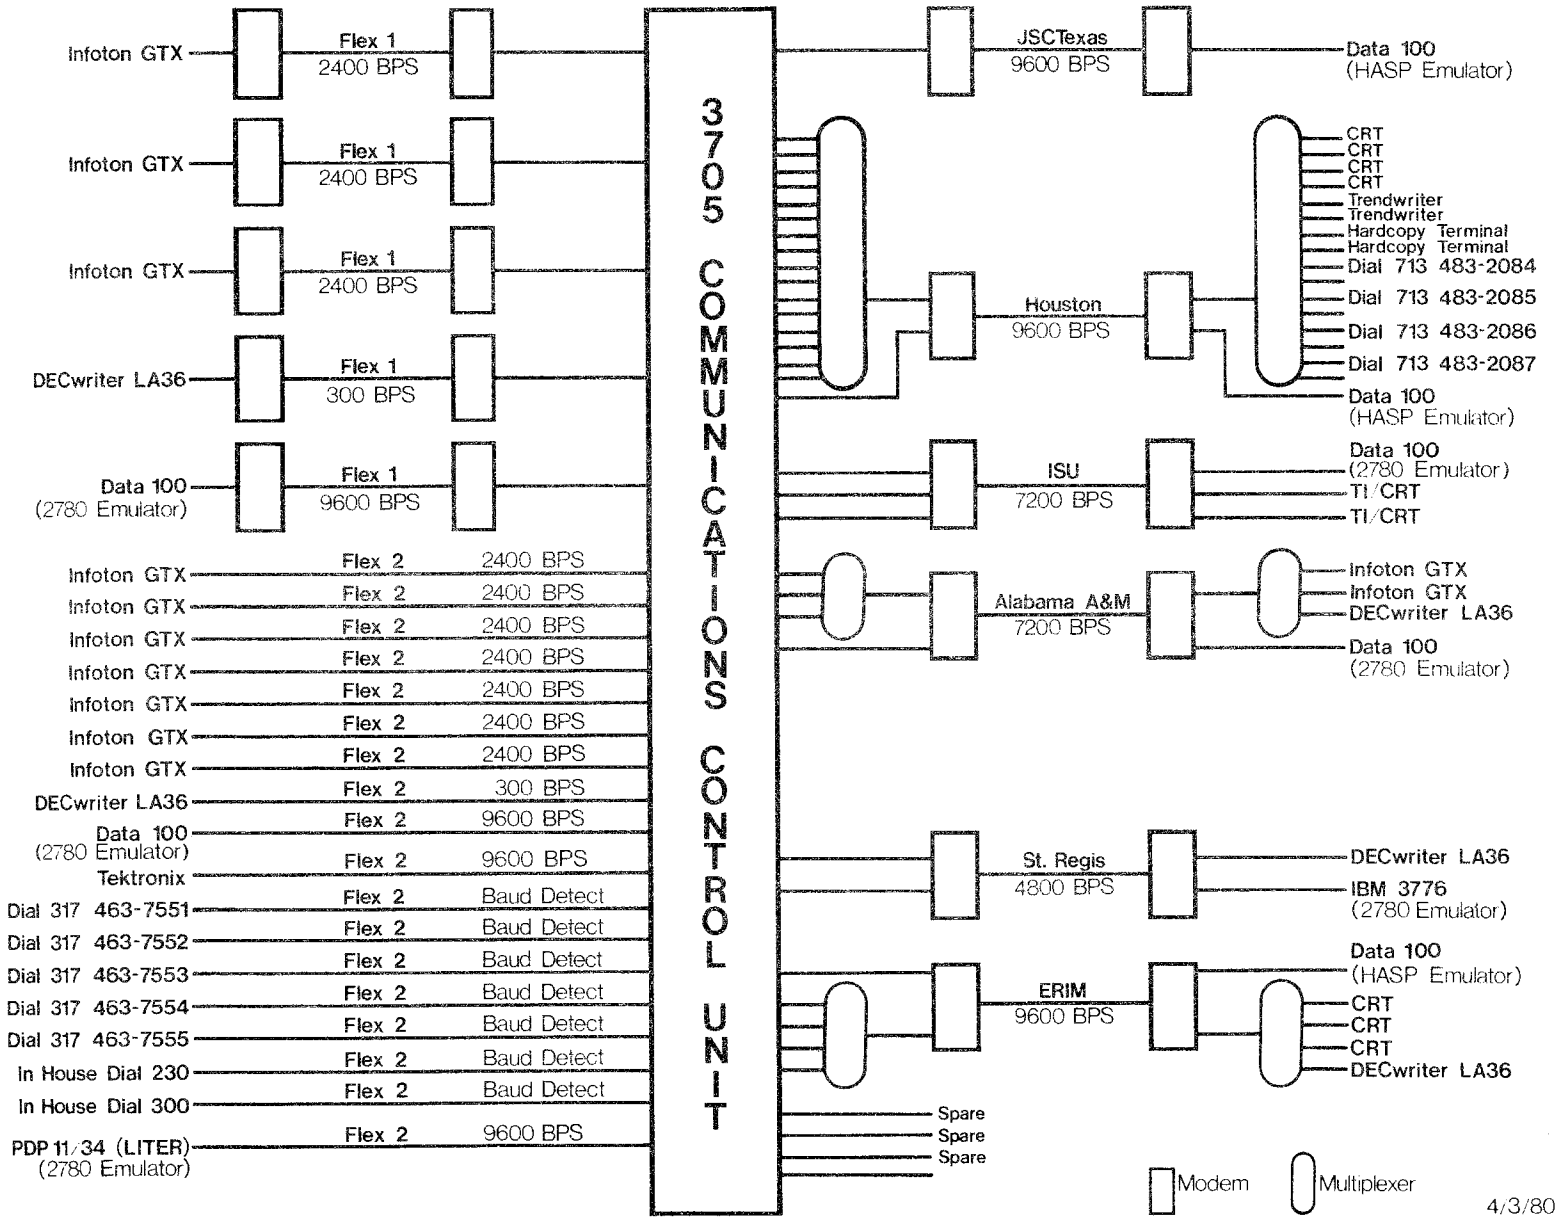 Infoton GTX
Flex 1
2400 BPS
Infoton GTX
Flex 1
2400 BPS
Infoton GTX
Flex 1
2400 BPS
DECwriter LA36
Flex 1
300 BPS
Data 100
(2780 Emulator)
Flex 1
9600 BPS
Infoton GTX Flex 2 2400 BPS
Infoton GTX Flex 2 2400 BPS
Infoton GTX Flex 2 2400 BPS
Infoton GTX Flex 2 2400 BPS
Infoton GTX Flex 2 2400 BPS
Infoton GTX Flex 2 2400 BPS
Infoton GTX Flex 2 2400 BPS
DECwriter LA36 Flex 2 300 BPS
Data 100 Flex 2 9600 BPS
(2780 Emulator)
Tektronix Flex 2 9600 BPS
Dial 317 463-7551 Flex 2 Baud Detect
Dial 317 463-7552 Flex 2 Baud Detect
Dial 317 463-7553 Flex 2 Baud Detect
Dial 317 463-7554 Flex 2 Baud Detect
Dial 317 463-7555 Flex 2 Baud Detect
In House Dial 230 Flex 2 Baud Detect
In House Dial 300 Flex 2 Baud Detect
PDP 11/34 (LITER) Flex 2 9600 BPS
(2780 Emulator)
3705 COMMUNICATIONS CONTROL UNIT
JSCTexas
9600 BPS
Data 100
(HASP Emulator)
CRT
CRT
CRT
CRT
Trendwriter
Trendwriter
Hardcopy Terminal
Hardcopy Terminal
Dial 713 483-2084
Dial 713 483-2085
Dial 713 483-2086
Dial 713 483-2087
Houston
9600 BPS
Data 100
(HASP Emulator)
ISU
7200 BPS
Data 100
(2780 Emulator)
TI/CRT
TI/CRT
Alabama A&M
7200 BPS
Infoton GTX
Infoton GTX
DECwriter LA36
Data 100
(2780 Emulator)
St. Regis
4800 BPS
DECwriter LA36
IBM 3776
(2780 Emulator)
ERIM
9600 BPS
Data 100
(HASP Emulator)
CRT
CRT
CRT
DECwriter LA36
Spare
Spare
Spare
Modem
Multiplexer
4/3/80